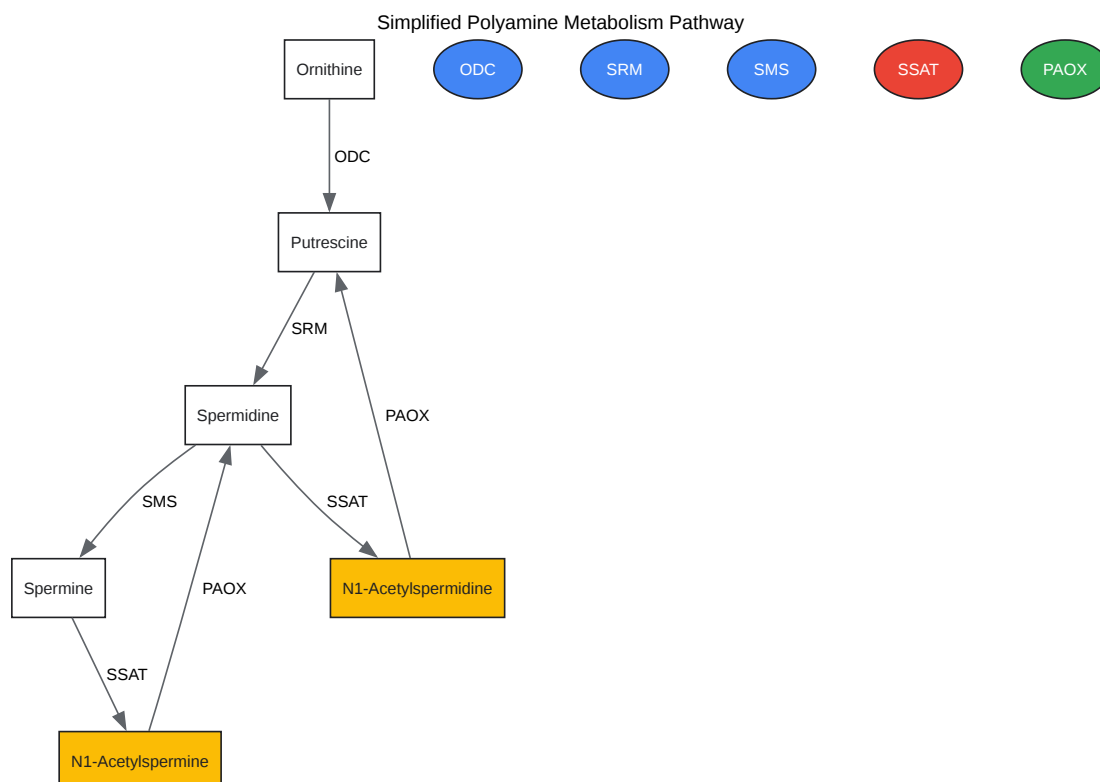 Simplified Polyamine Metabolism Pathway
Ornithine
ODC
SRM
SMS
SSAT
PAOX
ODC
Putrescine
SRM
PAOX
Spermidine
SMS
SSAT
Spermine
PAOX
N1-Acetylspermidine
SSAT
N1-Acetylspermine